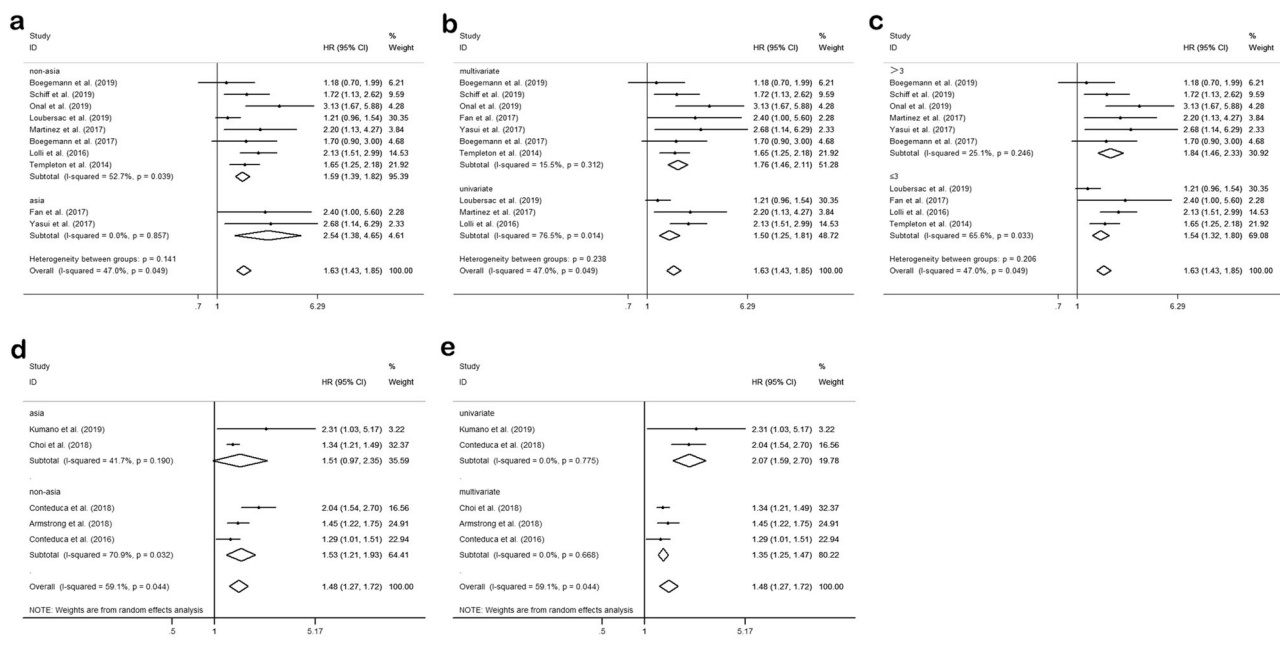 a
Study %
ID HR (95% CI) Weight
non-asia
Boegemann et al. (2019) 1.18 (0.70, 1.99) 6.21
Schiff et al. (2019) 1.72 (1.13, 2.62) 9.59
Onal et al. (2019) 3.13 (1.67, 5.88) 4.28
Loubersac et al. (2019) 1.21 (0.96, 1.54) 30.35
Martinez et al. (2017) 2.20 (1.13, 4.27) 3.84
Boegemann et al. (2017) 1.70 (0.90, 3.00) 4.68
Lolli et al. (2016) 2.13 (1.51, 2.99) 14.53
Templeton et al. (2014) 1.65 (1.25, 2.18) 21.92
Subtotal (I-squared = 52.7%, p = 0.039) 1.59 (1.39, 1.82) 95.39
asia
Fan et al. (2017) 2.40 (1.00, 5.60) 2.28
Yasui et al. (2017) 2.68 (1.14, 6.29) 2.33
Subtotal (I-squared = 0.0%, p = 0.857) 2.54 (1.38, 4.65) 4.61
Heterogeneity between groups: p = 0.141
Overall (I-squared = 47.0%, p = 0.049) 1.63 (1.43, 1.85) 100.00
.7 1 6.29
b
Study %
ID HR (95% CI) Weight
multivariate
Boegemann et al. (2019) 1.18 (0.70, 1.99) 6.21
Schiff et al. (2019) 1.72 (1.13, 2.62) 9.59
Onal et al. (2019) 3.13 (1.67, 5.88) 4.28
Fan et al. (2017) 2.40 (1.00, 5.60) 2.28
Yasui et al. (2017) 2.68 (1.14, 6.29) 2.33
Boegemann et al. (2017) 1.70 (0.90, 3.00) 4.68
Templeton et al. (2014) 1.65 (1.25, 2.18) 21.92
Subtotal (I-squared = 15.5%, p = 0.312) 1.76 (1.46, 2.11) 51.28
univariate
Loubersac et al. (2019) 1.21 (0.96, 1.54) 30.35
Martinez et al. (2017) 2.20 (1.13, 4.27) 3.84
Lolli et al. (2016) 2.13 (1.51, 2.99) 14.53
Subtotal (I-squared = 76.5%, p = 0.014) 1.50 (1.25, 1.81) 48.72
Heterogeneity between groups: p = 0.238
Overall (I-squared = 47.0%, p = 0.049) 1.63 (1.43, 1.85) 100.00
.7 1 6.29
c
Study %
ID HR (95% CI) Weight
>3
Boegemann et al. (2019) 1.18 (0.70, 1.99) 6.21
Schiff et al. (2019) 1.72 (1.13, 2.62) 9.59
Onal et al. (2019) 3.13 (1.67, 5.88) 4.28
Martinez et al. (2017) 2.20 (1.13, 4.27) 3.84
Yasui et al. (2017) 2.68 (1.14, 6.29) 2.33
Boegemann et al. (2017) 1.70 (0.90, 3.00) 4.68
Subtotal (I-squared = 25.1%, p = 0.246) 1.84 (1.46, 2.33) 30.92
≤3
Loubersac et al. (2019) 1.21 (0.96, 1.54) 30.35
Fan et al. (2017) 2.40 (1.00, 5.60) 2.28
Lolli et al. (2016) 2.13 (1.51, 2.99) 14.53
Templeton et al. (2014) 1.65 (1.25, 2.18) 21.92
Subtotal (I-squared = 65.6%, p = 0.033) 1.54 (1.32, 1.80) 69.08
Heterogeneity between groups: p = 0.206
Overall (I-squared = 47.0%, p = 0.049) 1.63 (1.43, 1.85) 100.00
.7 1 6.29
d
Study %
ID HR (95% CI) Weight
asia
Kumano et al. (2019) 2.31 (1.03, 5.17) 3.22
Choi et al. (2018) 1.34 (1.21, 1.49) 32.37
Subtotal (I-squared = 41.7%, p = 0.190) 1.51 (0.97, 2.35) 35.59
.
non-asia
Conteduca et al. (2018) 2.04 (1.54, 2.70) 16.56
Armstrong et al. (2018) 1.45 (1.22, 1.75) 24.91
Conteduca et al. (2016) 1.29 (1.01, 1.51) 22.94
Subtotal (I-squared = 70.9%, p = 0.032) 1.53 (1.21, 1.93) 64.41
.
Overall (I-squared = 59.1%, p = 0.044) 1.48 (1.27, 1.72) 100.00
NOTE: Weights are from random effects analysis
.5 1 5.17
e
Study %
ID HR (95% CI) Weight
univariate
Kumano et al. (2019) 2.31 (1.03, 5.17) 3.22
Conteduca et al. (2018) 2.04 (1.54, 2.70) 16.56
Subtotal (I-squared = 0.0%, p = 0.775) 2.07 (1.59, 2.70) 19.78
.
multivariate
Choi et al. (2018) 1.34 (1.21, 1.49) 32.37
Armstrong et al. (2018) 1.45 (1.22, 1.75) 24.91
Conteduca et al. (2016) 1.29 (1.01, 1.51) 22.94
Subtotal (I-squared = 0.0%, p = 0.668) 1.35 (1.25, 1.47) 80.22
.
Overall (I-squared = 59.1%, p = 0.044) 1.48 (1.27, 1.72) 100.00
NOTE: Weights are from random effects analysis
.5 1 5.17